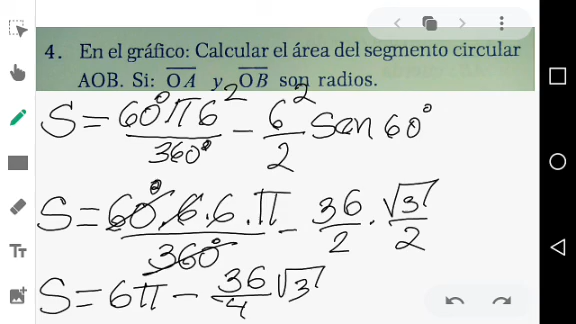 4. En el gráfico: Calcular el área del segmento circular
AOB. Si: OA y OB son radios.
S = 60°π6²/360° − 6²/2 Sen 60°
S = 60°.6.6.π/360° − 36/2 . √3/2
S = 6π − 36/4 √3
Tt